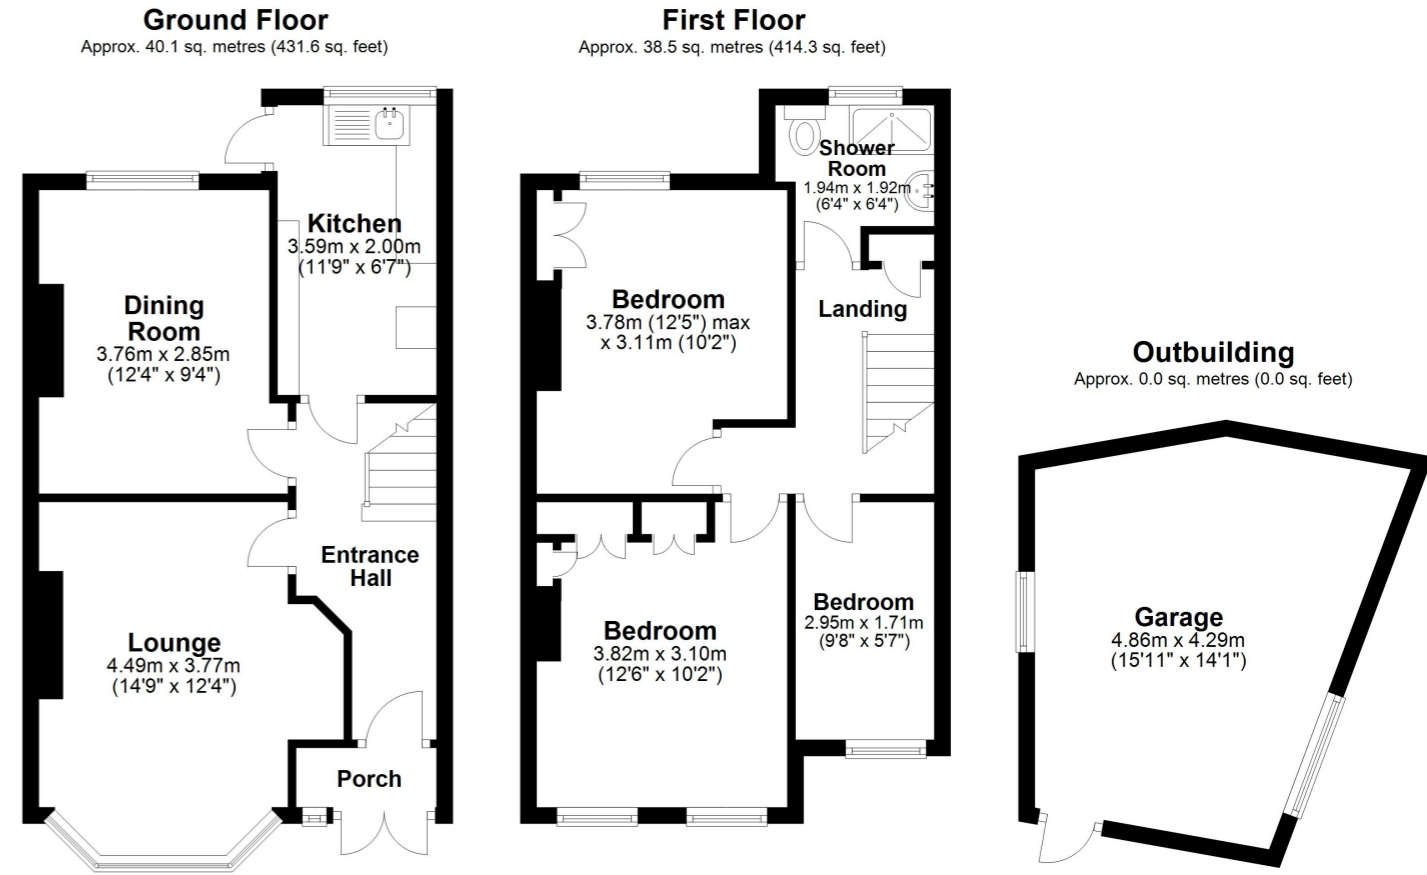 Ground Floor
Approx. 40.1 sq. metres (431.6 sq. feet)
Kitchen
3.59m x 2.00m
(11'9" x 6'7")
Dining
Room
3.76m x 2.85m
(12'4" x 9'4")
Entrance
Hall
Lounge
4.49m x 3.77m
(14'9" x 12'4")
Porch
First Floor
Approx. 38.5 sq. metres (414.3 sq. feet)
Shower
Room
1.94m x 1.92m
(6'4" x 6'4")
Bedroom
3.78m (12'5") max
x 3.11m (10'2")
Landing
Bedroom
3.82m x 3.10m
(12'6" x 10'2")
Bedroom
2.95m x 1.71m
(9'8" x 5'7")
Outbuilding
Approx. 0.0 sq. metres (0.0 sq. feet)
Garage
4.86m x 4.29m
(15'11" x 14'1")